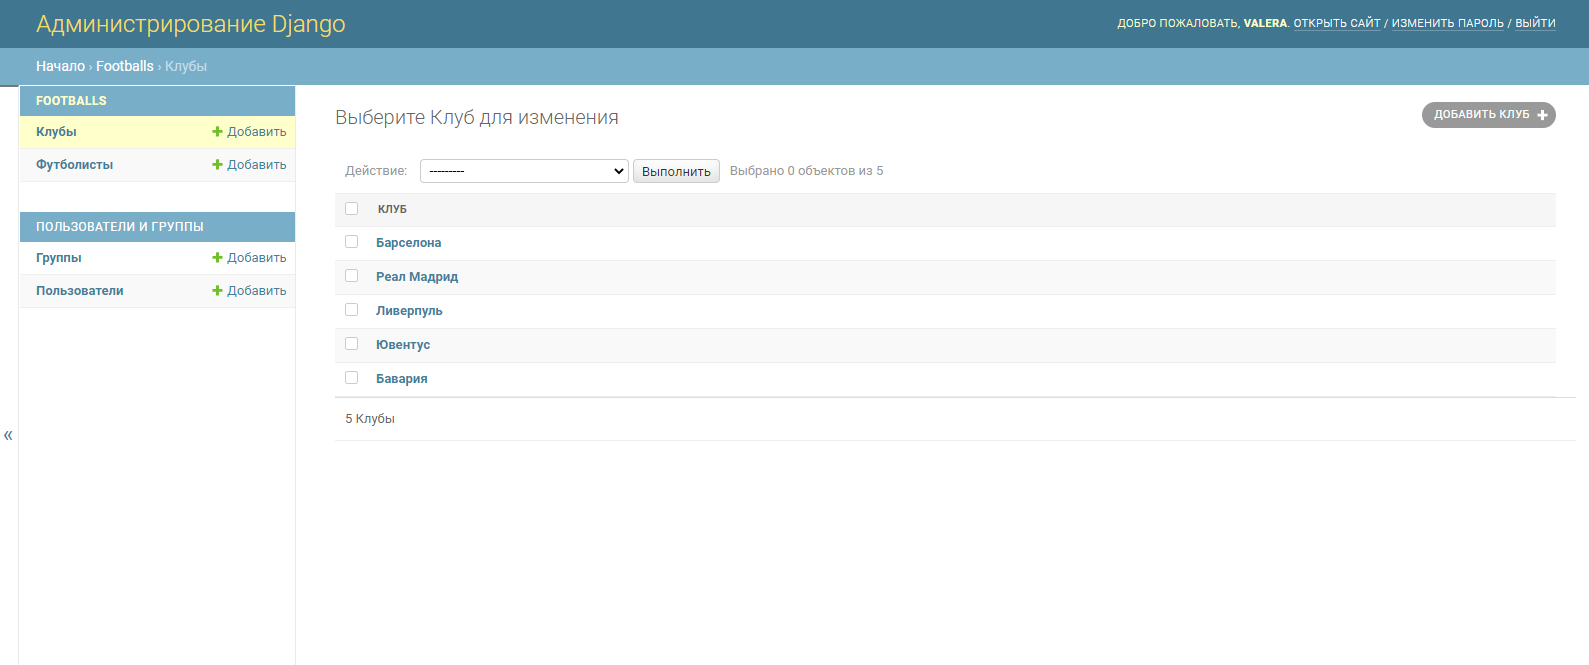 Администрирование Django
ДОБРО ПОЖАЛОВАТЬ, VALERA. ОТКРЫТЬ САЙТ / ИЗМЕНИТЬ ПАРОЛЬ / ВЫЙТИ
Начало › Footballs › Клубы
FOOTBALLS
Клубы + Добавить
Футболисты + Добавить
ПОЛЬЗОВАТЕЛИ И ГРУППЫ
Группы + Добавить
Пользователи + Добавить
«
Выберите Клуб для изменения
ДОБАВИТЬ КЛУБ +
Действие: --------- Выполнить Выбрано 0 объектов из 5
КЛУБ
Барселона
Реал Мадрид
Ливерпуль
Ювентус
Бавария
5 Клубы